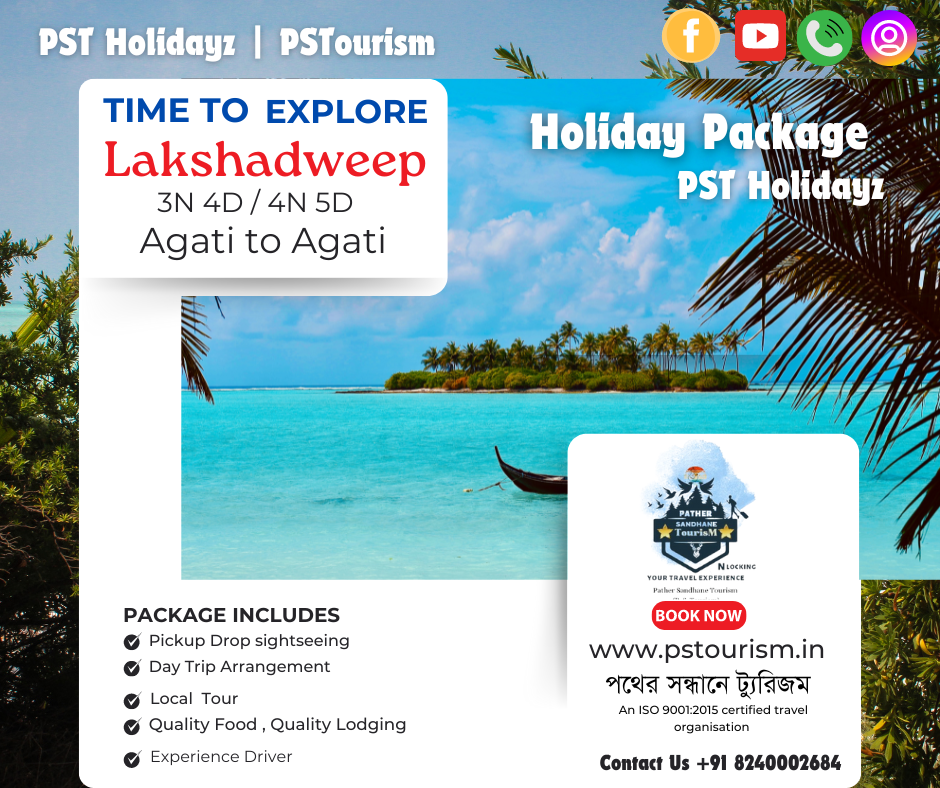 PST Holidayz | PSTourism
TIME TO EXPLORE
Lakshadweep
3N 4D / 4N 5D
Agati to Agati
Holiday Package
PST Holidayz
PATHER
SANDHANE
TourisM
N LOCKING
YOUR TRAVEL EXPERIENCE
Pather Sandhane Tourism
BOOK NOW
www.pstourism.in
পথের সন্ধানে ট্যুরিজম
An ISO 9001:2015 certified travel
organisation
Contact Us +91 8240002684
PACKAGE INCLUDES
Pickup Drop sightseeing
Day Trip Arrangement
Local Tour
Quality Food , Quality Lodging
Experience Driver